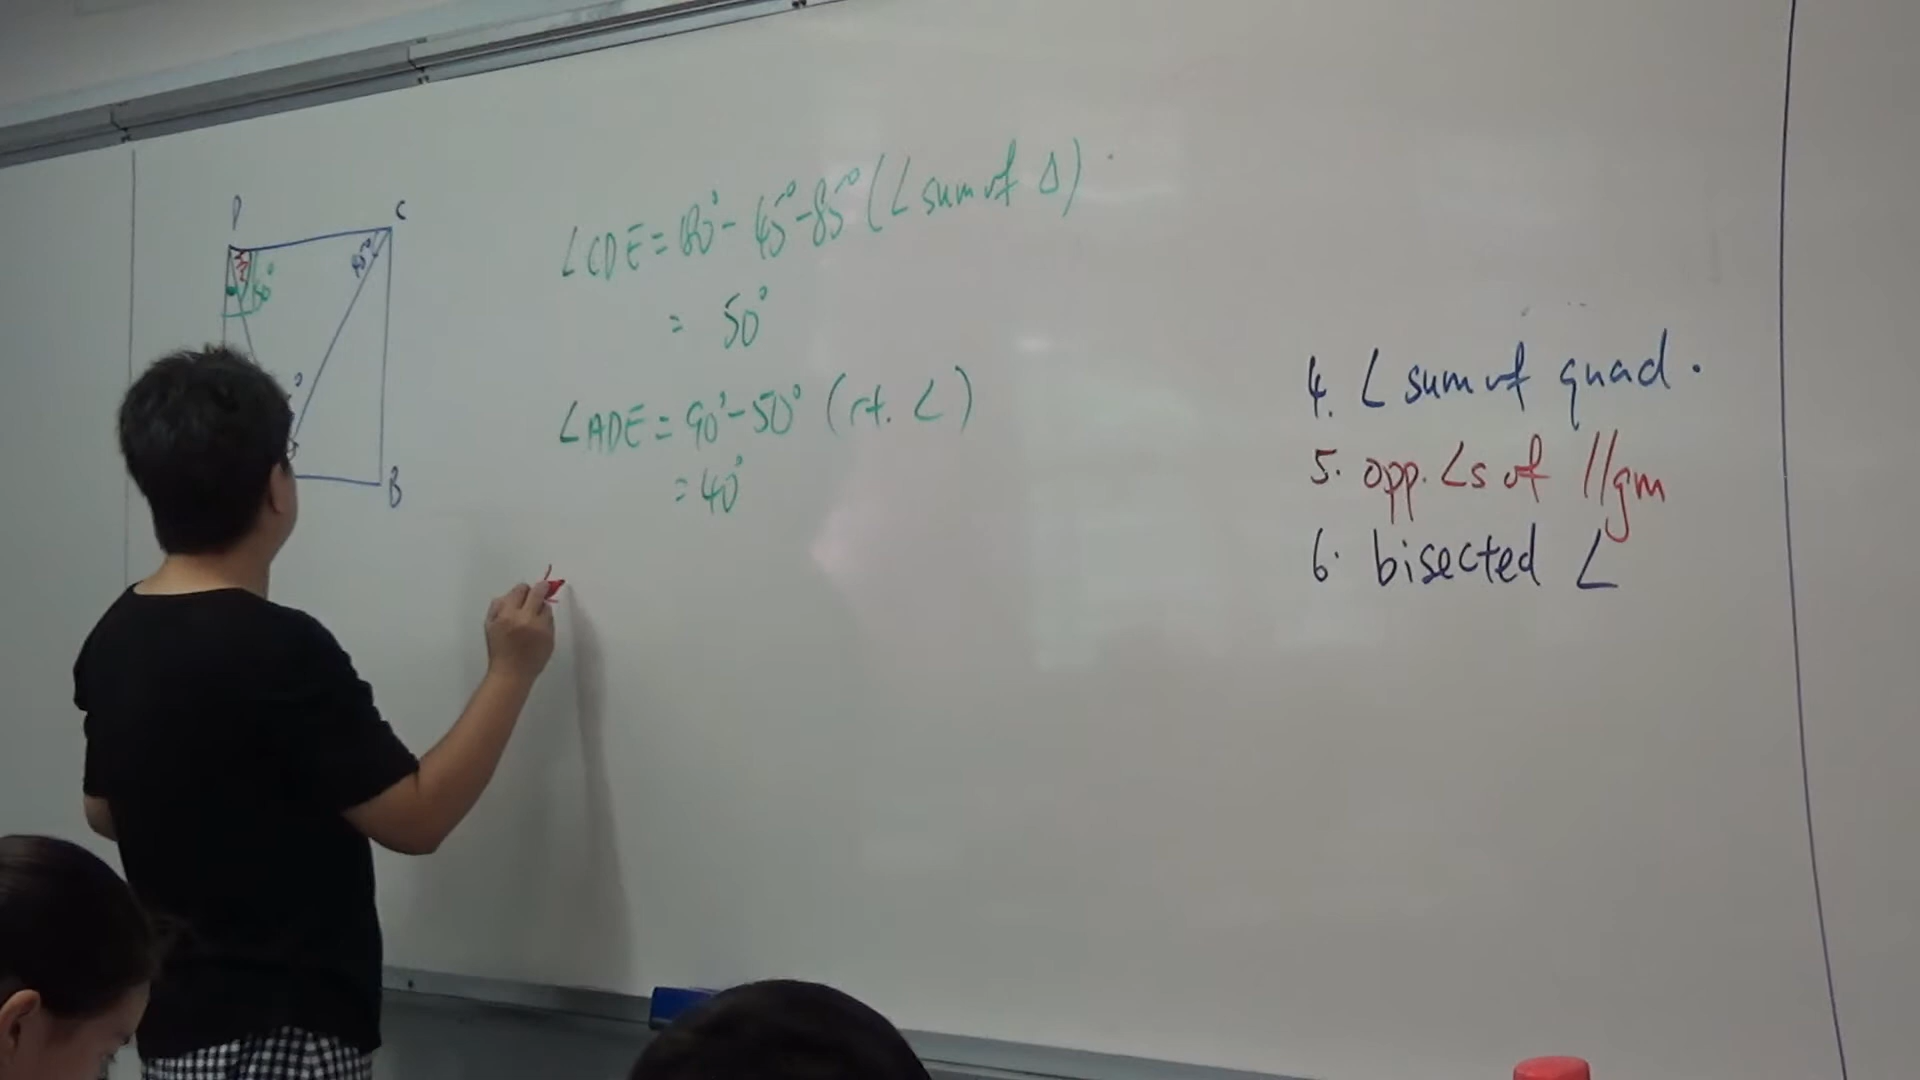 D
C
45°
50°
B
∠CDE = 180° - 45° - 85° (∠ sum of Δ)
= 50°
∠ADE = 90° - 50° (rt. ∠)
= 40°
4. ∠ sum of quad.
5. opp. ∠s of //gm
6. bisected ∠